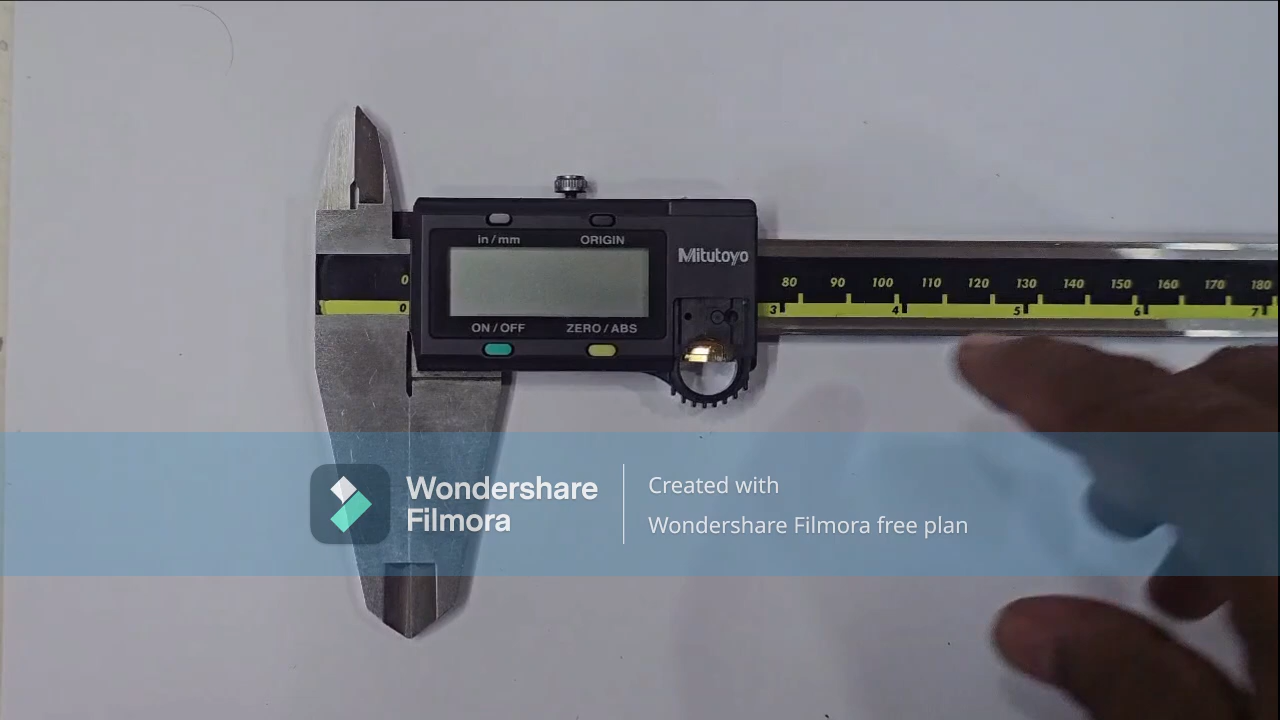 in/mm ORIGIN
Mitutoyo
0
80 90 100 110 120 130 140 150 160 170 180
0
3 4 5 6 7
ON/OFF ZERO/ABS
Wondershare
Filmora
Created with
Wondershare Filmora free plan